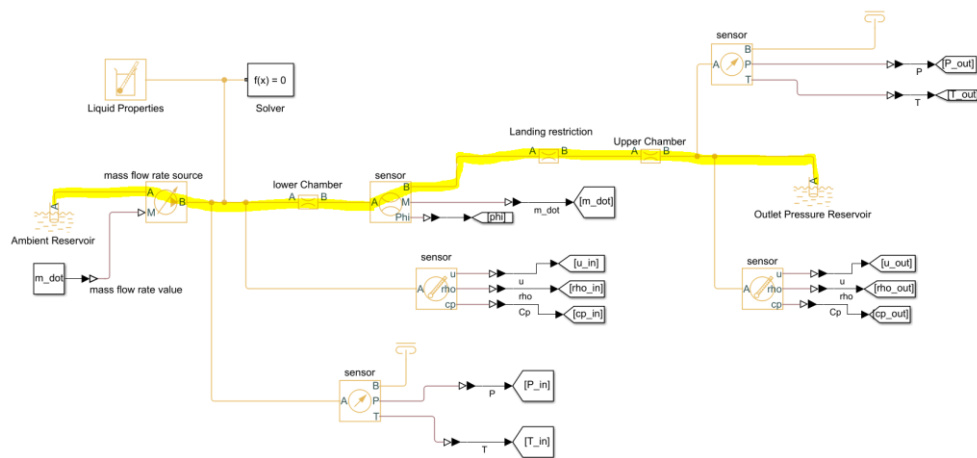 sensor
B
A
P
T
P
[P_out]
T
[T_out]
Liquid Properties
f(x) = 0
Solver
Landing restriction
A
B
Upper Chamber
A
B
mass flow rate source
A
B
M
lower Chamber
A
B
sensor
A
B
M
Phi
m_dot
[m_dot]
[phi]
A
Ambient Reservoir
A
Outlet Pressure Reservoir
m_dot
mass flow rate value
sensor
A
u
rho
cp
u
rho
Cp
[u_in]
[rho_in]
[cp_in]
sensor
A
u
rho
cp
u
rho
Cp
[u_out]
[rho_out]
[cp_out]
sensor
A
B
P
T
P
[P_in]
T
[T_in]